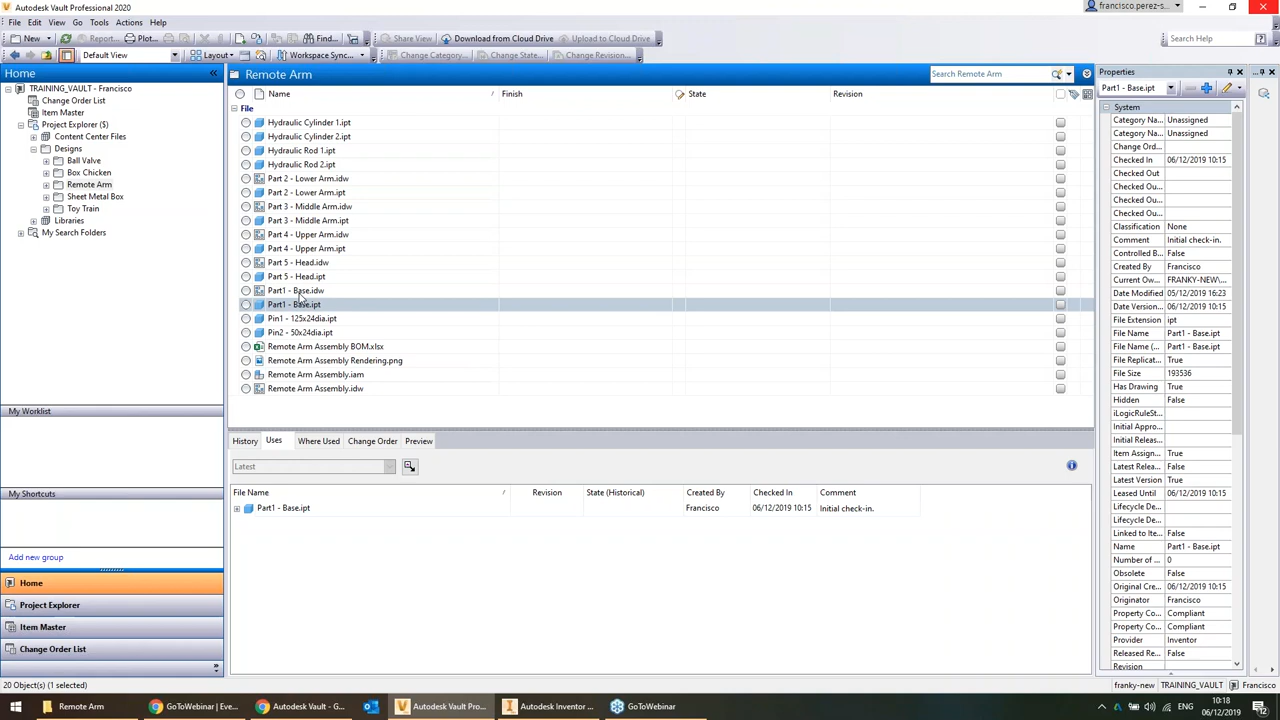 Autodesk Vault Professional 2020
francisco.perez-s...
File Edit View Go Tools Actions Help
New Report... Plot... Find... Share View Download from Cloud Drive Upload to Cloud Drive
Search Help
Default View Layout Workspace Sync... Change Category... Change State... Change Revision...
Home
TRAINING_VAULT - Francisco
Change Order List
Item Master
Project Explorer ($)
Content Center Files
Designs
Ball Valve
Box Chicken
Remote Arm
Sheet Metal Box
Toy Train
Libraries
My Search Folders
My Worklist
My Shortcuts
Add new group
Home
Project Explorer
Item Master
Change Order List
Remote Arm
Search Remote Arm
Name Finish State Revision
File
Hydraulic Cylinder 1.ipt
Hydraulic Cylinder 2.ipt
Hydraulic Rod 1.ipt
Hydraulic Rod 2.ipt
Part 2 - Lower Arm.idw
Part 2 - Lower Arm.ipt
Part 3 - Middle Arm.idw
Part 3 - Middle Arm.ipt
Part 4 - Upper Arm.idw
Part 4 - Upper Arm.ipt
Part 5 - Head.idw
Part 5 - Head.ipt
Part1 - Base.idw
Part1 - Base.ipt
Pin1 - 125x24dia.ipt
Pin2 - 50x24dia.ipt
Remote Arm Assembly BOM.xlsx
Remote Arm Assembly Rendering.png
Remote Arm Assembly.iam
Remote Arm Assembly.idw
History Uses Where Used Change Order Preview
Latest
File Name Revision State (Historical) Created By Checked In Comment
Part1 - Base.ipt Francisco 06/12/2019 10:15 Initial check-in.
Properties
Part1 - Base.ipt
System
Category Na... Unassigned
Category Na... Unassigned
Change Ord...
Checked In 06/12/2019 10:15
Checked Out
Checked Ou...
Checked Ou...
Checked Ou...
Classification None
Comment Initial check-in.
Controlled B... False
Created By Francisco
Current Ow... FRANKY-NEW\...
Date Modified 05/12/2019 16:23
Date Version... 06/12/2019 10:15
File Extension ipt
File Name Part1 - Base.ipt
File Name (... Part1 - Base.ipt
File Replicat... True
File Size 193536
Has Drawing True
Hidden False
iLogicRuleSt...
Initial Appro...
Initial Releas...
Item Assign... True
Latest Relea... False
Latest Version True
Leased Until 06/12/2019 10:15
Lifecycle De...
Lifecycle De...
Linked to Ite... False
Name Part1 - Base.ipt
Number of ... 0
Obsolete False
Original Cre... 06/12/2019 10:15
Originator Francisco
Property Co... Compliant
Property Co... Compliant
Provider Inventor
Released Re... False
Revision
20 Object(s) (1 selected)
franky-new TRAINING_VAULT Francisco
Remote Arm
GoToWebinar | Eve...
Autodesk Vault - G...
Autodesk Vault Pro...
Autodesk Inventor ...
GoToWebinar
10:18
06/12/2019